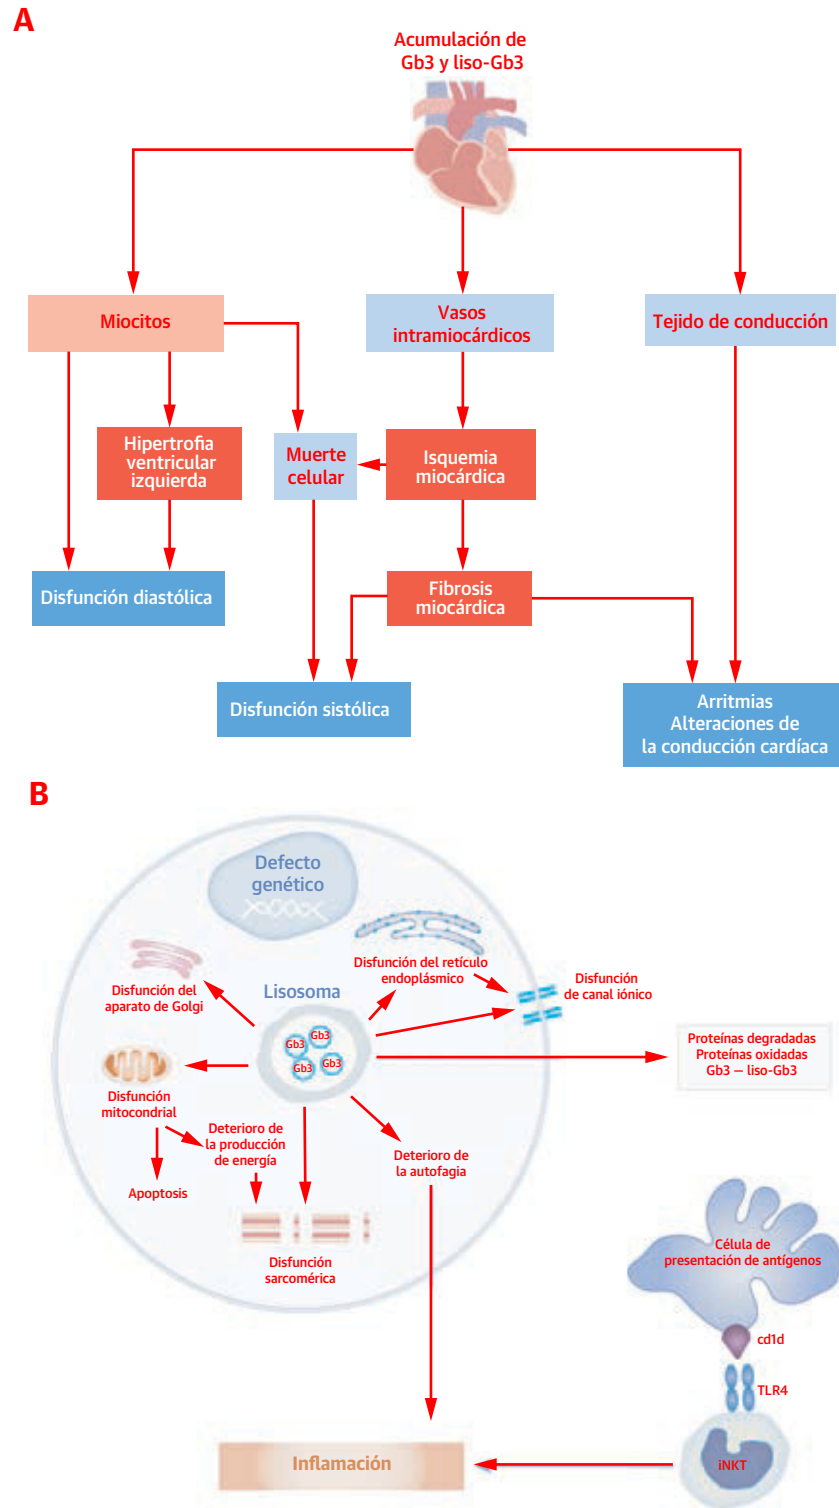 A
Acumulación de
Gb3 y liso-Gb3
Miocitos
Vasos
intramiocárdicos
Tejido de conducción
Hipertrofia
ventricular
izquierda
Muerte
celular
Isquemia
miocárdica
Disfunción diastólica
Fibrosis
miocárdica
Disfunción sistólica
Arritmias
Alteraciones de
la conducción cardíaca
B
Defecto
genético
Disfunción del retículo
endoplásmico
Disfunción del
aparato de Golgi
Lisosoma
Disfunción
de canal iónico
Gb3
Gb3
Gb3
Gb3
Proteínas degradadas
Proteínas oxidadas
Gb3 – liso-Gb3
Disfunción
mitocondrial
Deterioro de
la producción
de energía
Deterioro de
la autofagia
Apoptosis
Disfunción
sarcomérica
Célula de
presentación de antígenos
cd1d
TLR4
iNKT
Inflamación